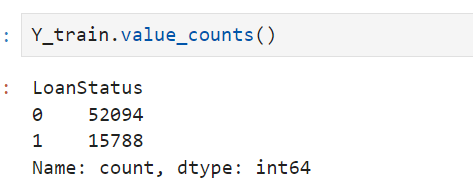 : Y_train.value_counts()
: LoanStatus
0    52094
1    15788
Name: count, dtype: int64